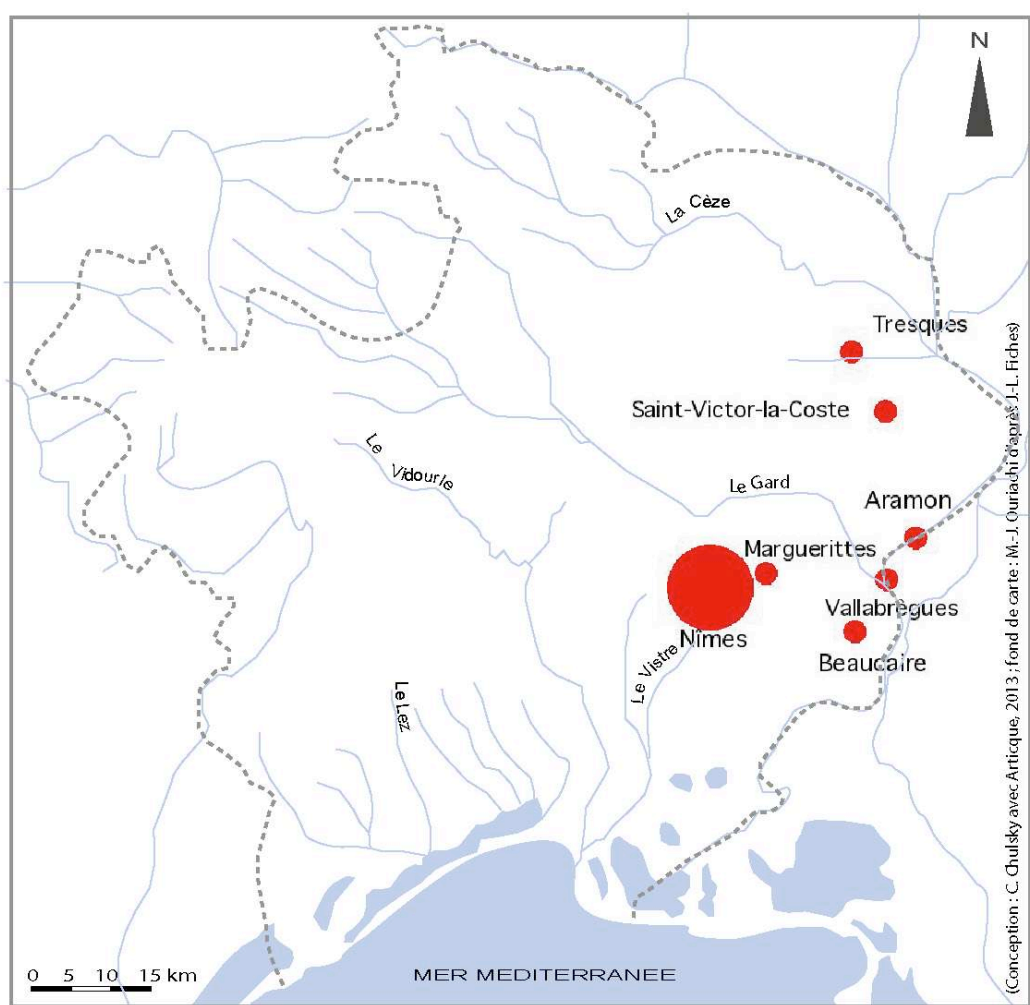 N
La Cèze
Tresques
Saint-Victor-la-Coste
Le Vidourle
Le Gard
Aramon
Marguerittes
Vallabrègues
Nîmes
Beaucaire
Le Vistre
Le Lez
0 5 10 15 km
MER MEDITERRANEE
(Conception : C. Chulsky avec Articque, 2013 ; fond de carte : M.-J. Ouriachi d'après J.-L. Fiches)